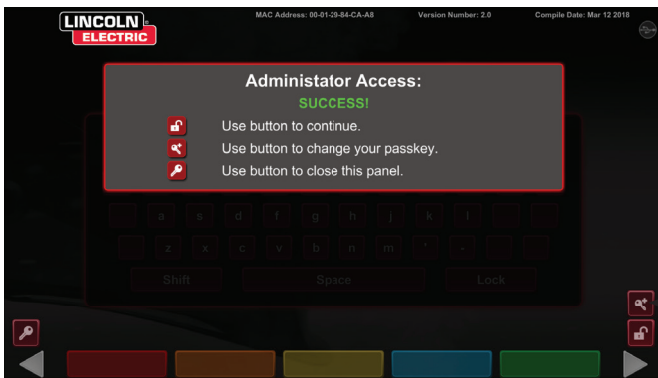 LINCOLN®
ELECTRIC
MAC Address: 00-01-29-84-CA-A8 Version Number: 2.0 Compile Date: Mar 12 2018
Administator Access:
SUCCESS!
Use button to continue.
Use button to change your passkey.
Use button to close this panel.
a s d f g h j k l
z x c v b n m ' -
Shift Space Lock